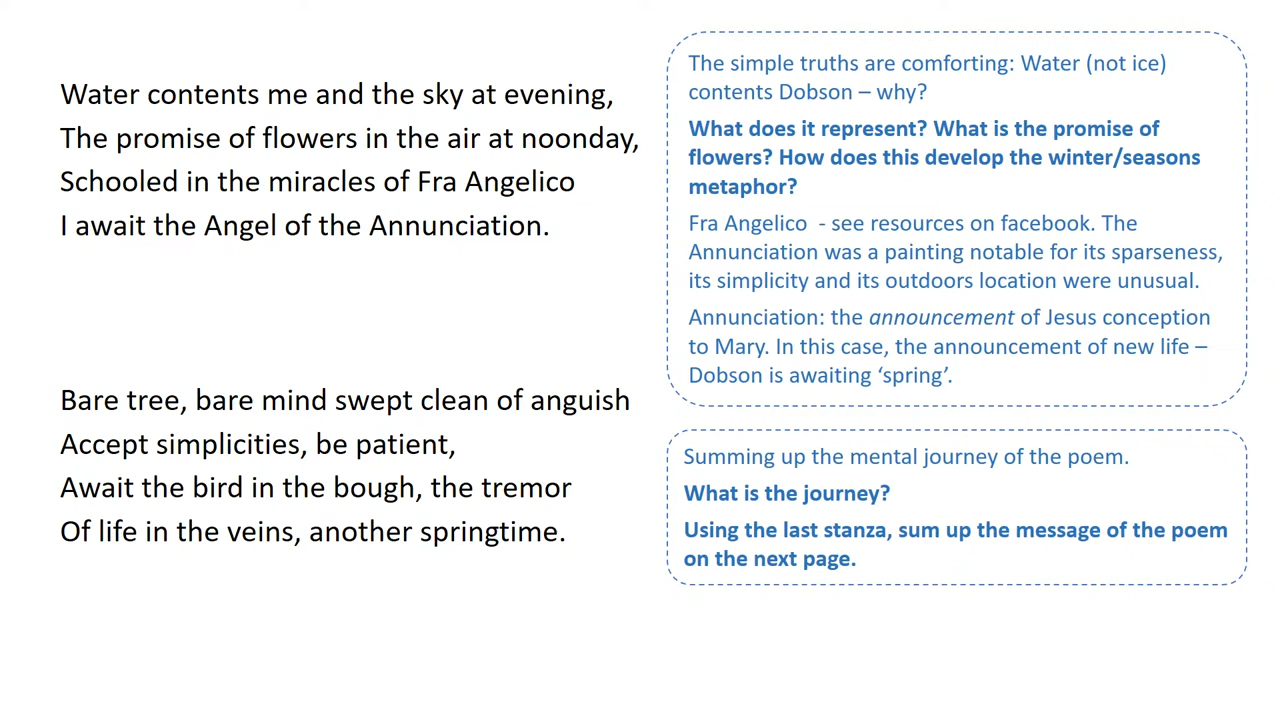 Water contents me and the sky at evening,
The promise of flowers in the air at noonday,
Schooled in the miracles of Fra Angelico
I await the Angel of the Annunciation.
Bare tree, bare mind swept clean of anguish
Accept simplicities, be patient,
Await the bird in the bough, the tremor
Of life in the veins, another springtime.
The simple truths are comforting: Water (not ice)
contents Dobson – why?
What does it represent? What is the promise of
flowers? How does this develop the winter/seasons
metaphor?
Fra Angelico  - see resources on facebook. The
Annunciation was a painting notable for its sparseness,
its simplicity and its outdoors location were unusual.
Annunciation: the announcement of Jesus conception
to Mary. In this case, the announcement of new life –
Dobson is awaiting ‘spring’.
Summing up the mental journey of the poem.
What is the journey?
Using the last stanza, sum up the message of the poem
on the next page.